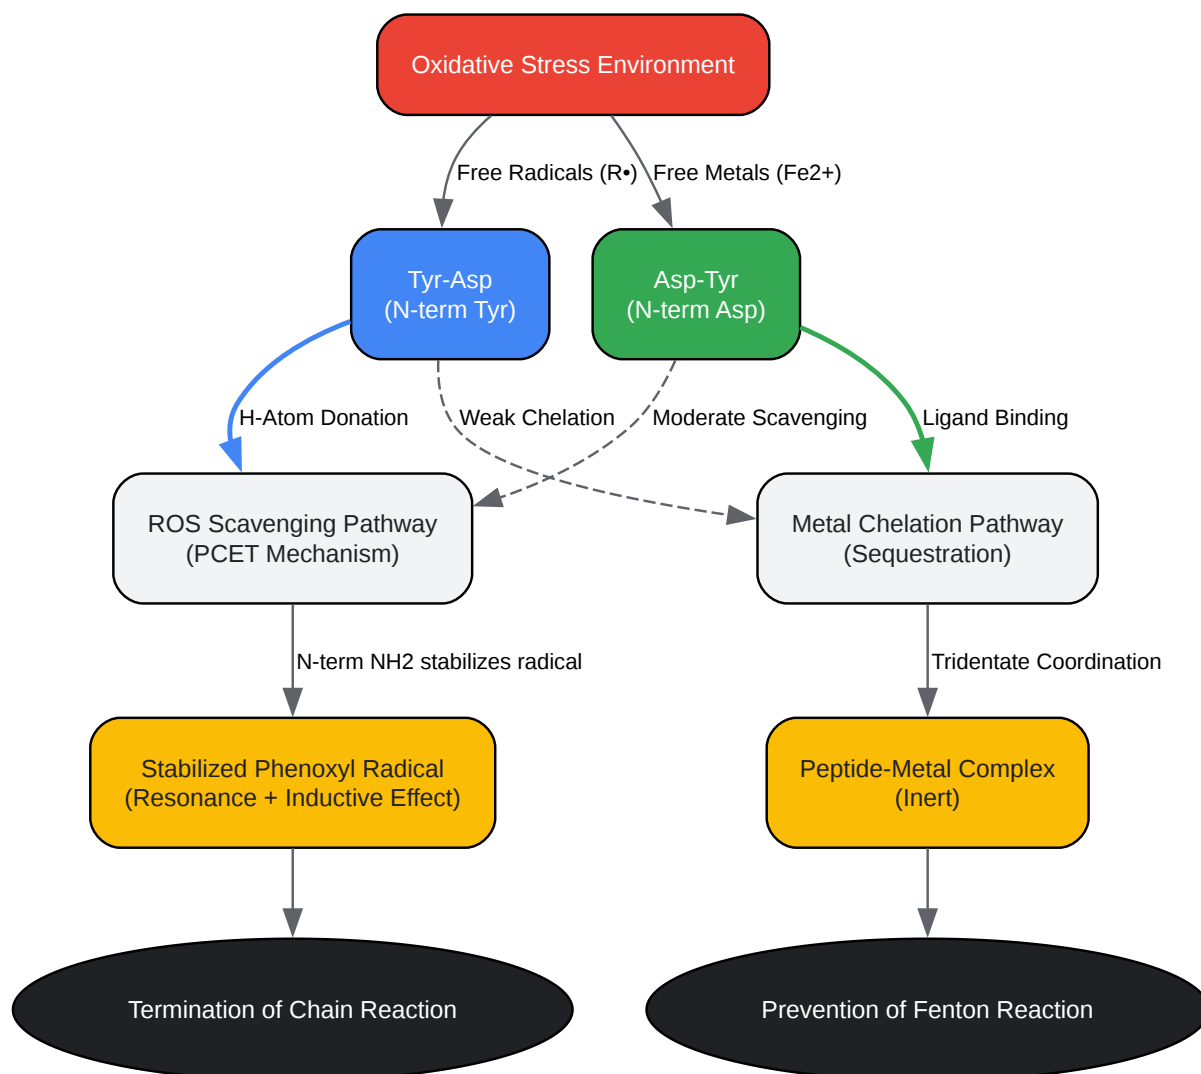 Oxidative Stress Environment
Free Radicals (R•)
Free Metals (Fe2+)
Tyr-Asp
(N-term Tyr)
Asp-Tyr
(N-term Asp)
H-Atom Donation
Weak Chelation
Moderate Scavenging
Ligand Binding
ROS Scavenging Pathway
(PCET Mechanism)
Metal Chelation Pathway
(Sequestration)
N-term NH2 stabilizes radical
Tridentate Coordination
Stabilized Phenoxyl Radical
(Resonance + Inductive Effect)
Peptide-Metal Complex
(Inert)
Termination of Chain Reaction
Prevention of Fenton Reaction